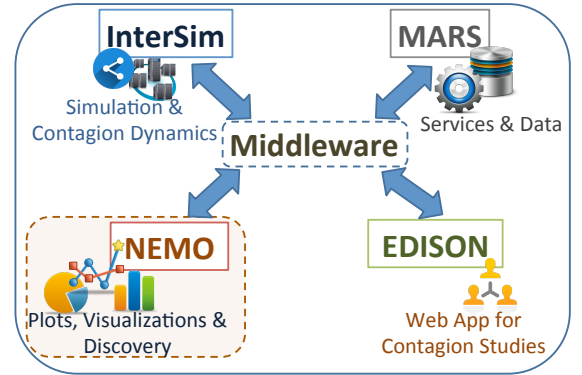 InterSim
Simulation &
Contagion Dynamics
MARS
Services & Data
Middleware
NEMO
Plots, Visualizations &
Discovery
EDISON
Web App for
Contagion Studies